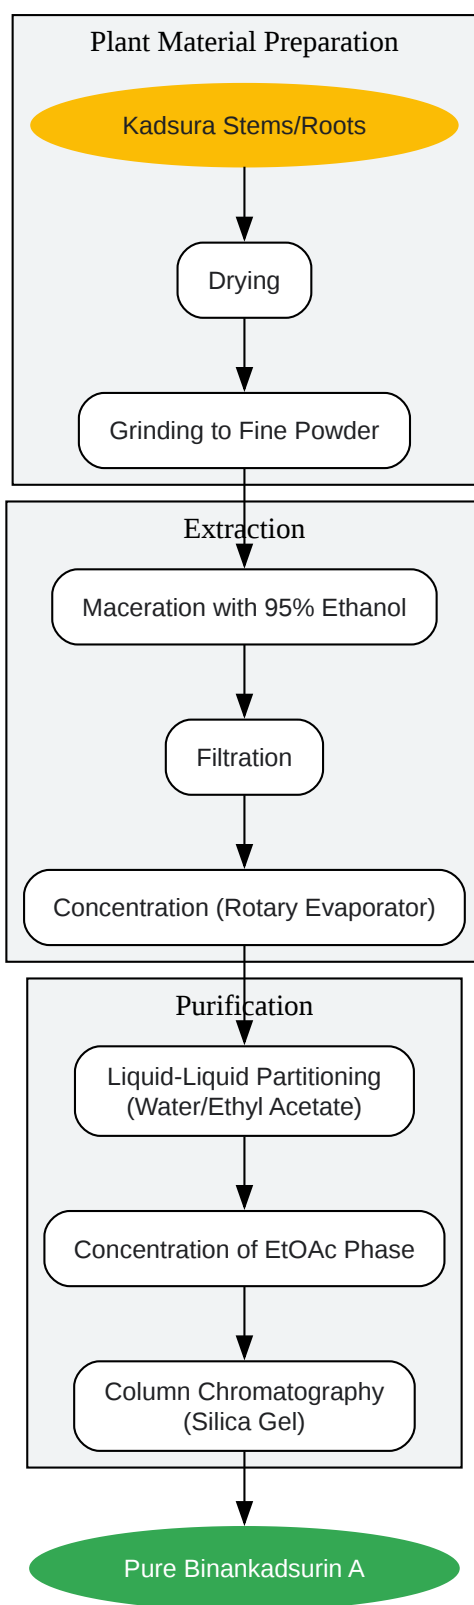 Plant Material Preparation
Kadsura Stems/Roots
Drying
Grinding to Fine Powder
Extraction
Maceration with 95% Ethanol
Filtration
Concentration (Rotary Evaporator)
Purification
Liquid-Liquid Partitioning
(Water/Ethyl Acetate)
Concentration of EtOAc Phase
Column Chromatography
(Silica Gel)
Pure Binankadsurin A